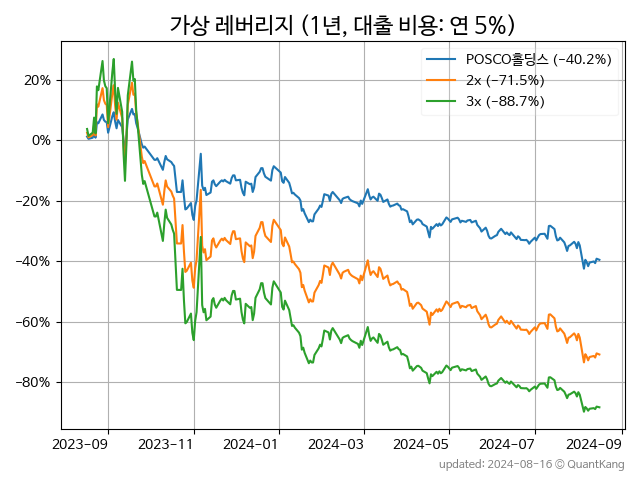 가상 레버리지 (1년, 대출 비용: 연 5%)
POSCO홀딩스 (−40.2%)
2x (−71.5%)
3x (−88.7%)
20%
0%
−20%
−40%
−60%
−80%
2023-09 2023-11 2024-01 2024-03 2024-05 2024-07 2024-09
updated: 2024-08-16 © QuantKang